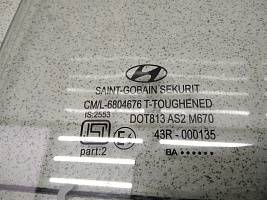 SAINT-GOBAIN SEKURIT
CM/L-6804676 T-TOUGHENED
IS:2553 DOT813 AS2 M670
43R-000135
part:2 BA